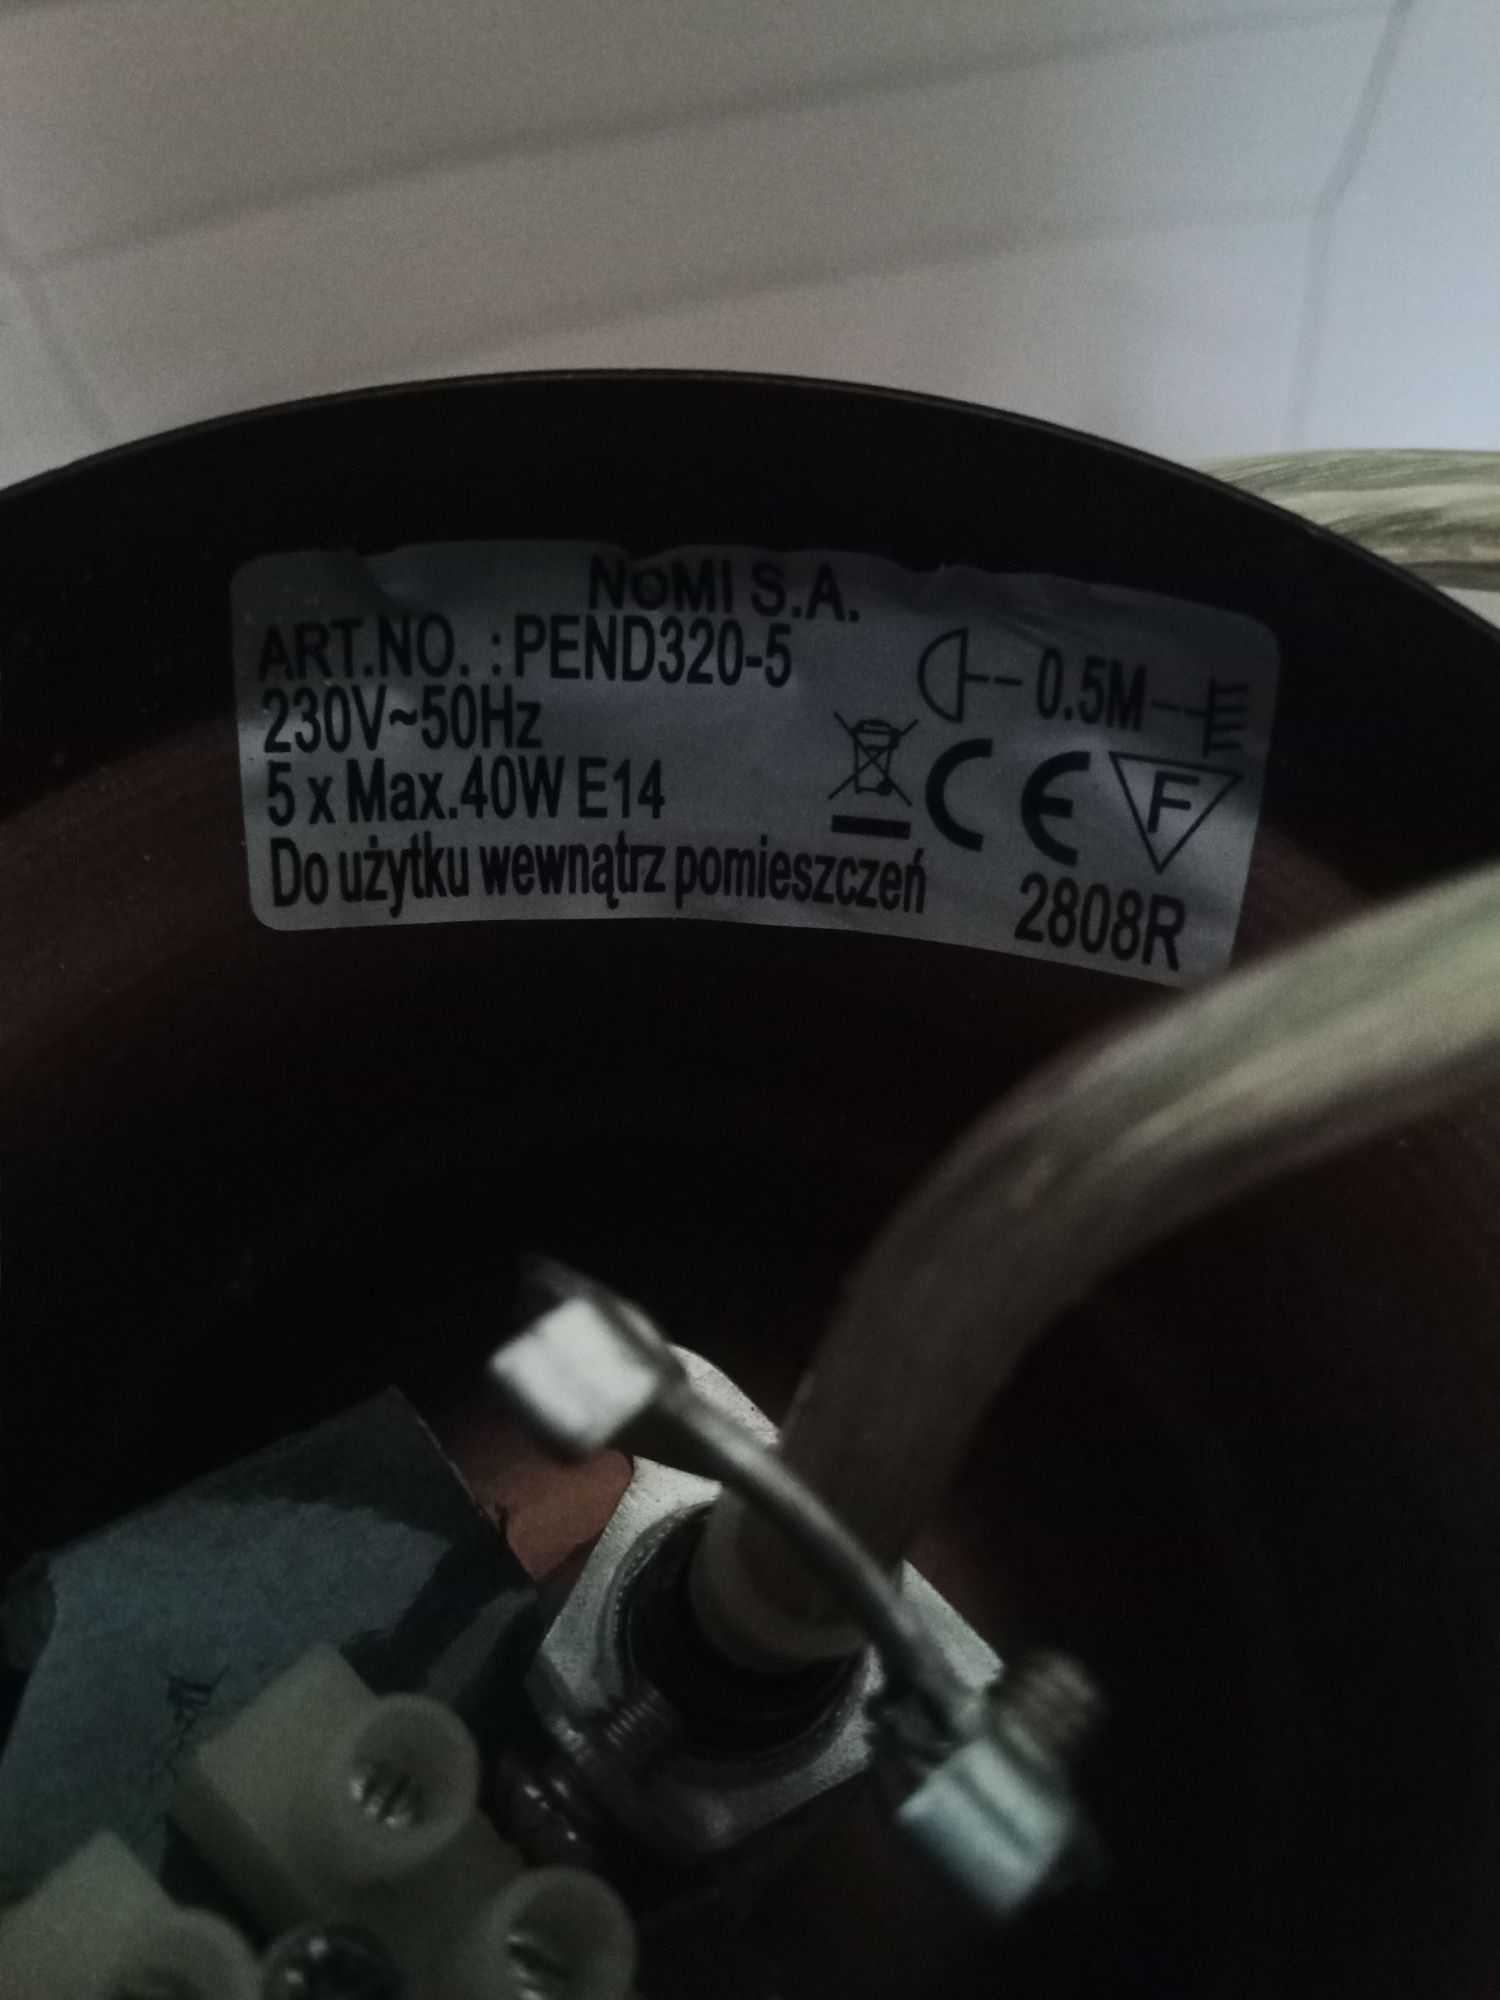 NOMI S.A.
ART.NO. : PEND320-5
0.5M
230V~50Hz
CE F
5 x Max.40W E14
Do użytku wewnątrz pomieszczeń
2808R